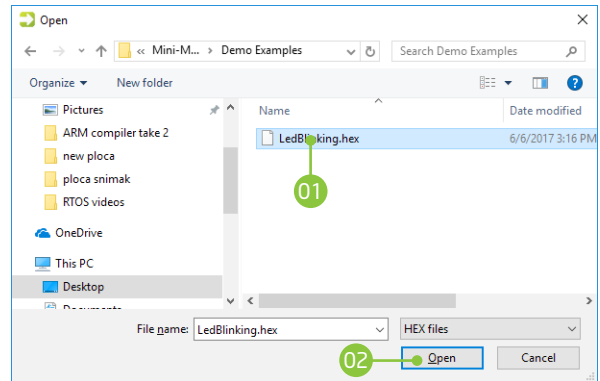 Open
« Mini-M... › Demo Examples
Search Demo Examples
Organize
New folder
Name
Date modified
Pictures
ARM compiler take 2
new ploca
ploca snimak
RTOS videos
OneDrive
This PC
Desktop
Documents
LedBlinking.hex
6/6/2017 3:16 PM
01
File name:
LedBlinking.hex
HEX files
02
Open
Cancel